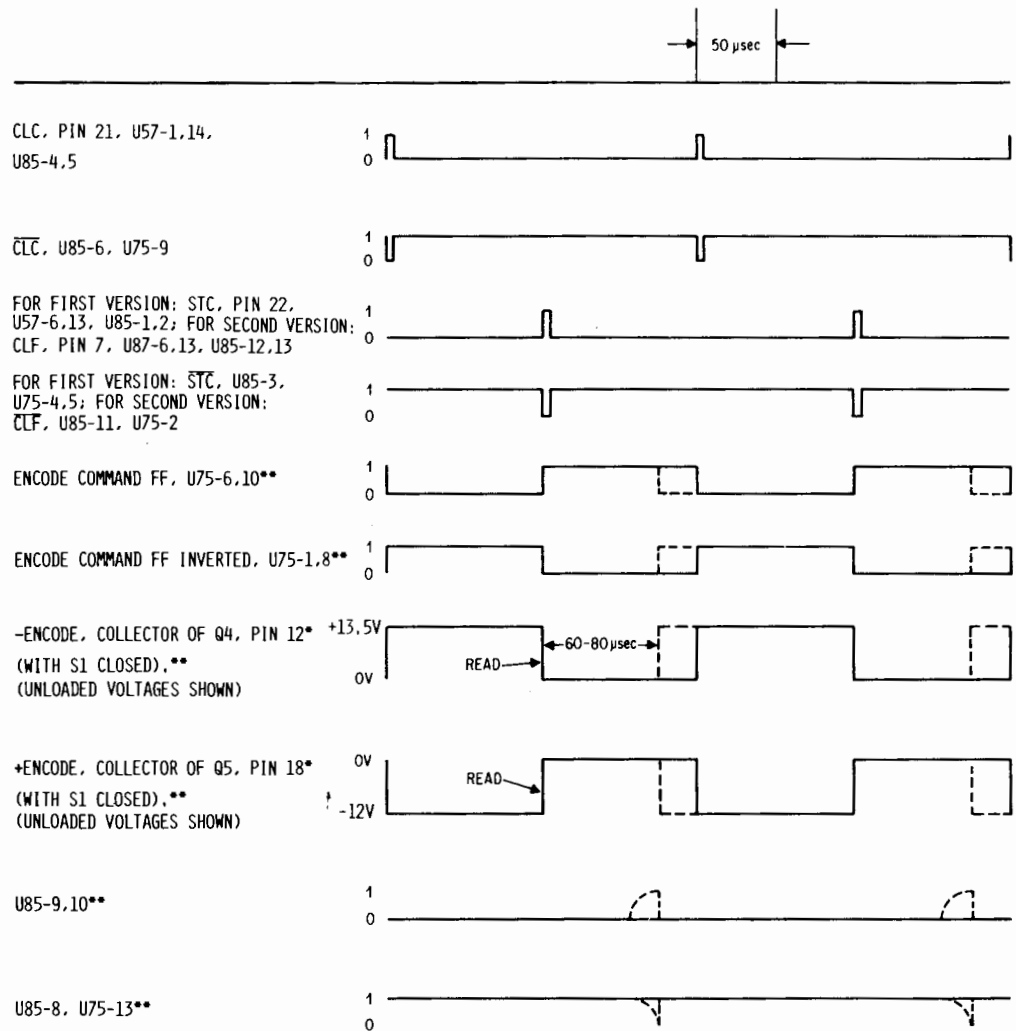 50 µsec
CLC, PIN 21, U57-1,14,
U85-4,5
1
0
C̅L̅C̅, U85-6, U75-9
1
0
FOR FIRST VERSION: STC, PIN 22,
U57-6,13, U85-1,2; FOR SECOND VERSION:
CLF, PIN 7, U87-6,13, U85-12,13
1
0
FOR FIRST VERSION: S̅T̅C̅, U85-3,
U75-4,5; FOR SECOND VERSION:
C̅L̅F̅, U85-11, U75-2
1
0
ENCODE COMMAND FF, U75-6,10**
1
0
ENCODE COMMAND FF INVERTED, U75-1,8**
1
0
-ENCODE, COLLECTOR OF Q4, PIN 12*
(WITH S1 CLOSED),**
(UNLOADED VOLTAGES SHOWN)
+13.5V
0V
READ
60-80µsec
+ENCODE, COLLECTOR OF Q5, PIN 18*
(WITH S1 CLOSED),**
(UNLOADED VOLTAGES SHOWN)
0V
-12V
READ
U85-9,10**
1
0
U85-8, U75-13**
1
0